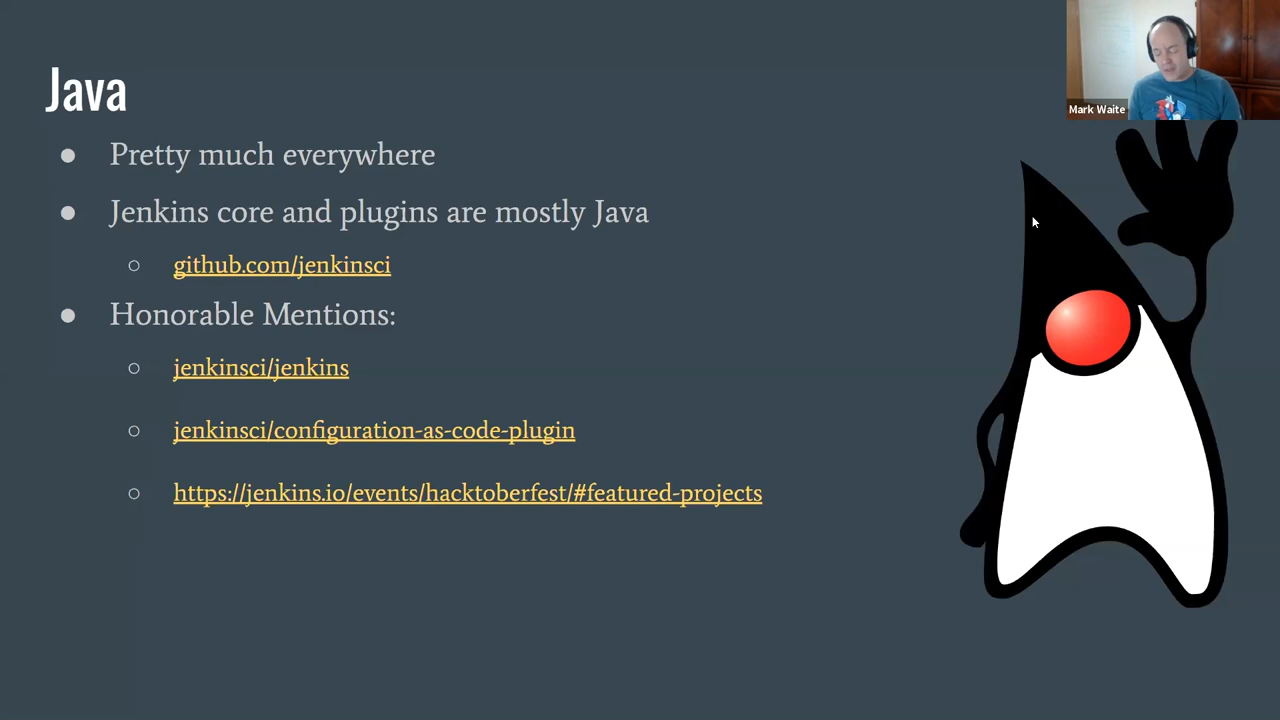 Java
Mark Waite
Pretty much everywhere
Jenkins core and plugins are mostly Java
github.com/jenkinsci
Honorable Mentions:
jenkinsci/jenkins
jenkinsci/configuration-as-code-plugin
https://jenkins.io/events/hacktoberfest/#featured-projects